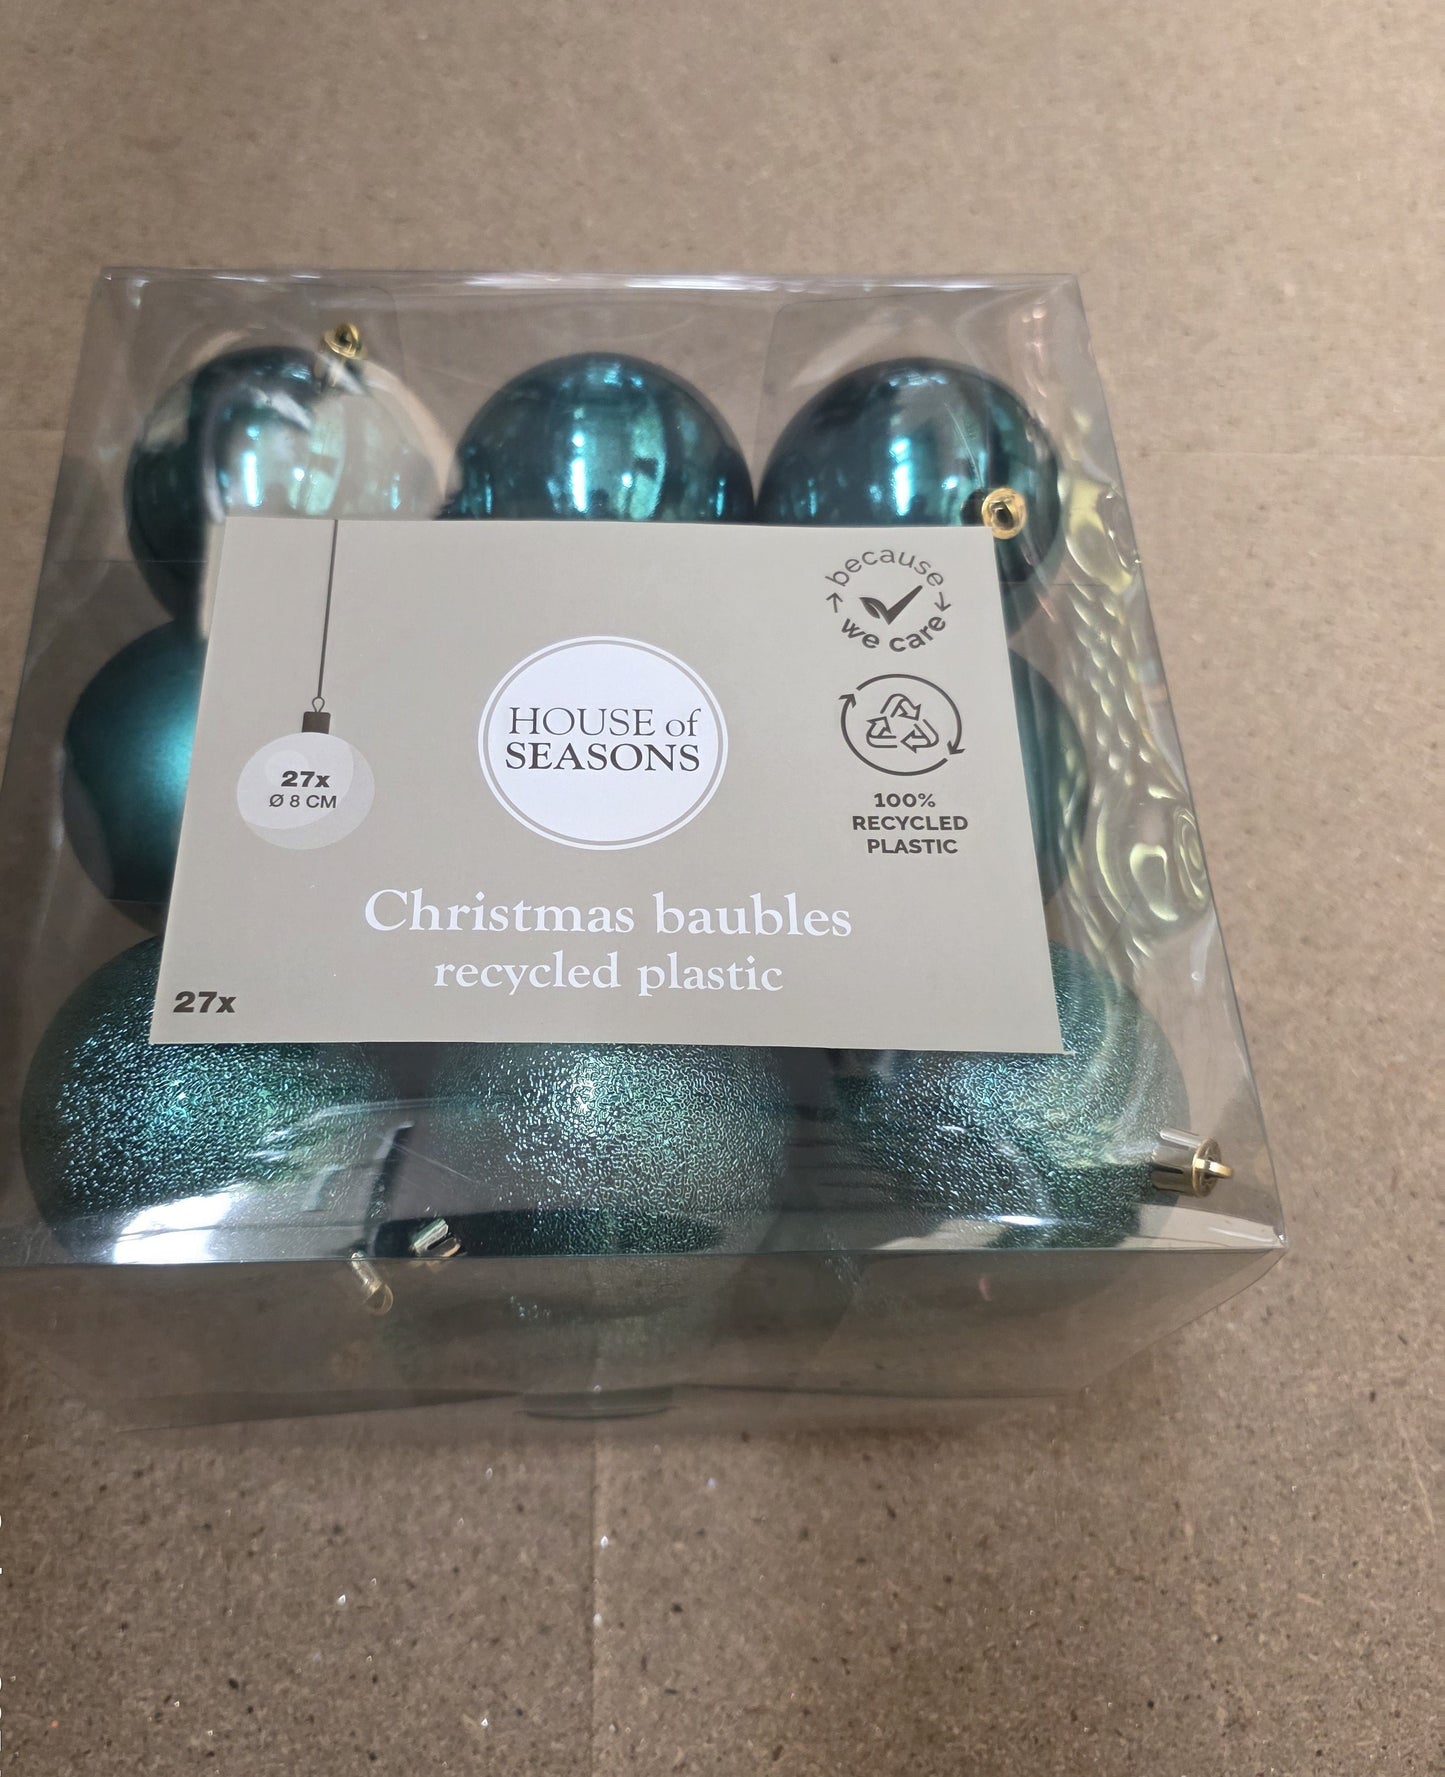 because
we care
27x
Ø 8 CM
HOUSE of
SEASONS
100%
RECYCLED
PLASTIC
Christmas baubles
recycled plastic
27x